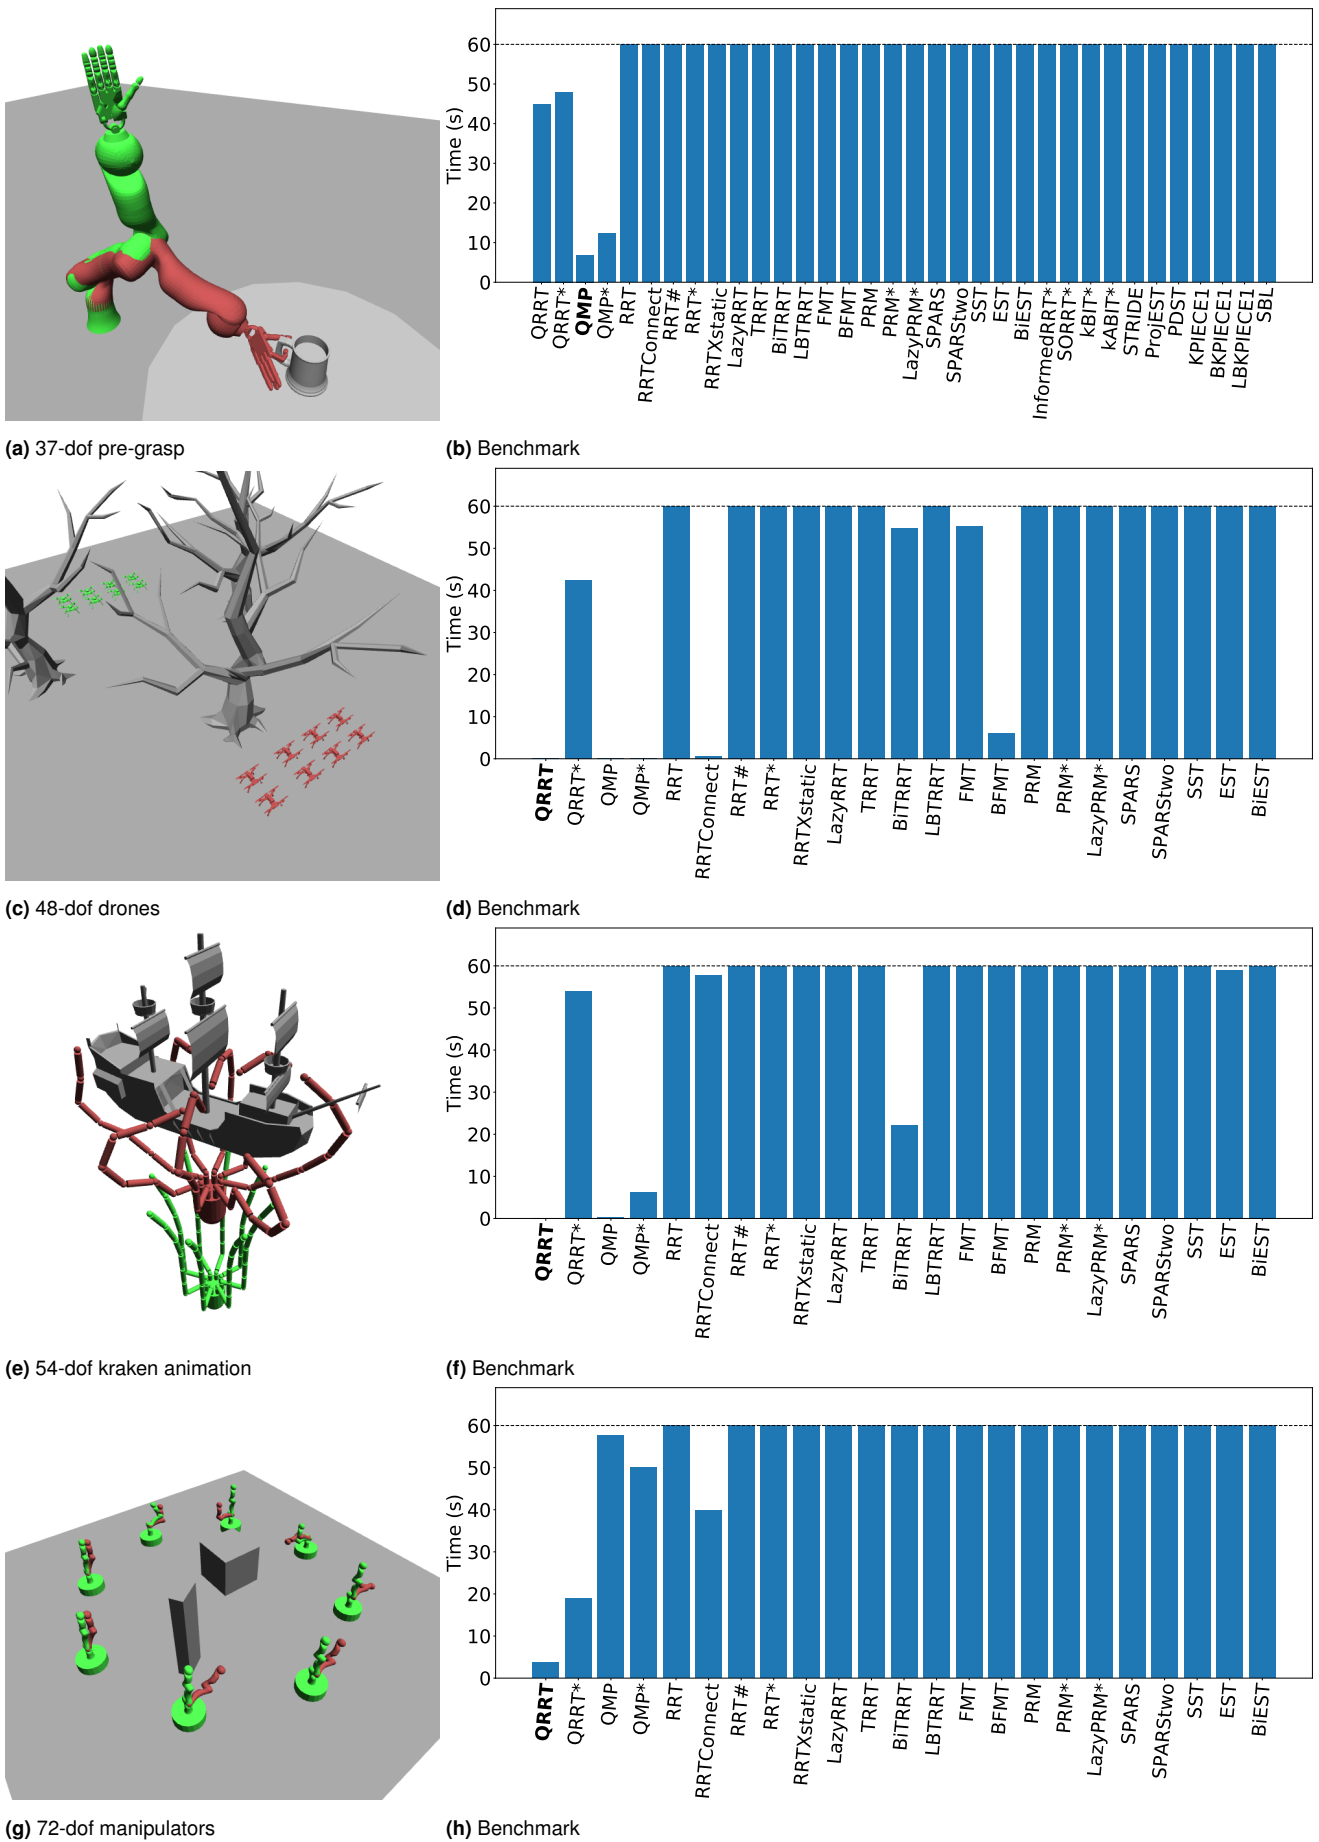 60
50
40
30
20
10
0
Time (s)
QRRT
QRRT*
QMP
QMP*
RRT
RRTConnect
RRT#
RRT*
RRTXstatic
LazyRRT
TRRT
BiTRRT
LBTRRT
FMT
BFMT
PRM
PRM*
LazyPRM*
SPARS
SPARStwo
SST
EST
BiEST
InformedRRT*
SORRT*
kBIT*
kABIT*
STRIDE
ProjEST
PDST
KPIECE1
BKPIECE1
LBKPIECE1
SBL
(a) 37-dof pre-grasp
(b) Benchmark
60
50
40
30
20
10
0
Time (s)
QRRT
QRRT*
QMP
QMP*
RRT
RRTConnect
RRT#
RRT*
RRTXstatic
LazyRRT
TRRT
BiTRRT
LBTRRT
FMT
BFMT
PRM
PRM*
LazyPRM*
SPARS
SPARStwo
SST
EST
BiEST
(c) 48-dof drones
(d) Benchmark
60
50
40
30
20
10
0
Time (s)
QRRT
QRRT*
QMP
QMP*
RRT
RRTConnect
RRT#
RRT*
RRTXstatic
LazyRRT
TRRT
BiTRRT
LBTRRT
FMT
BFMT
PRM
PRM*
LazyPRM*
SPARS
SPARStwo
SST
EST
BiEST
(e) 54-dof kraken animation
(f) Benchmark
60
50
40
30
20
10
0
Time (s)
QRRT
QRRT*
QMP
QMP*
RRT
RRTConnect
RRT#
RRT*
RRTXstatic
LazyRRT
TRRT
BiTRRT
LBTRRT
FMT
BFMT
PRM
PRM*
LazyPRM*
SPARS
SPARStwo
SST
EST
BiEST
(g) 72-dof manipulators
(h) Benchmark